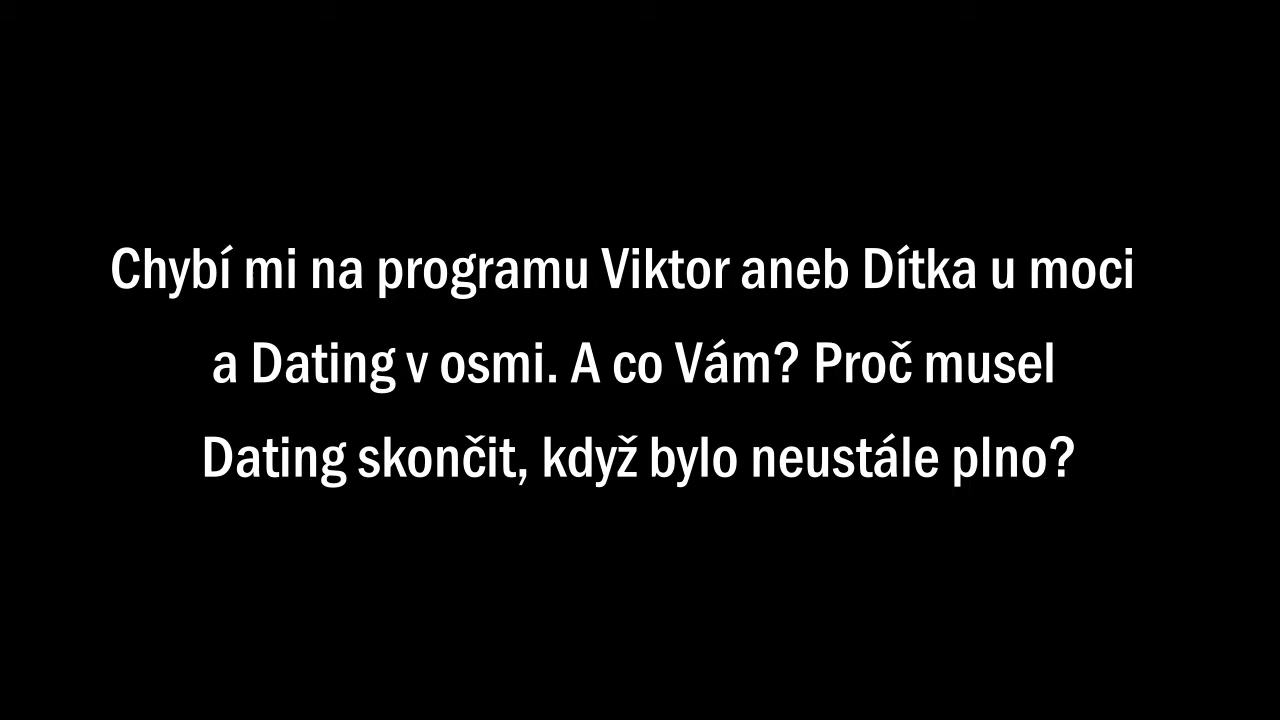 Chybí mi na programu Viktor aneb Dítka u moci
a Dating v osmi. A co Vám? Proč musel
Dating skončit, když bylo neustále plno?